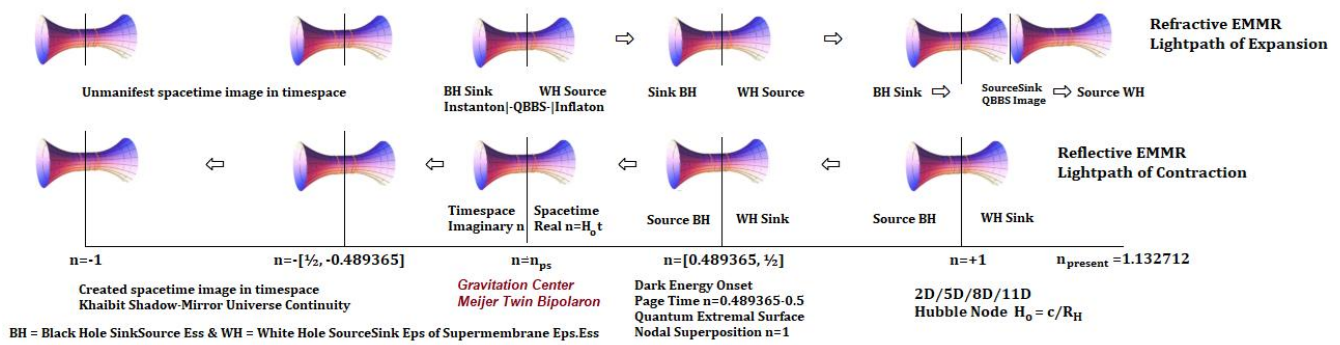 Refractive EMMR
Lightpath of Expansion
Unmanifest spacetime image in timespace
BH Sink WH Source
Instanton|-QBBS-|Inflaton
Sink BH WH Source
BH Sink ⇨ SourceSink ⇨ Source WH
QBBS Image
Reflective EMMR
Lightpath of Contraction
Timespace Spacetime
Imaginary n Real n=Hₒt
Source BH WH Sink
Source BH WH Sink
n=-1
n=-[½, -0.489365]
n=nₚₛ
n=[0.489365, ½]
n=+1
n_present =1.132712
Created spacetime image in timespace
Khaibit Shadow-Mirror Universe Continuity
Gravitation Center
Meijer Twin Bipolaron
Dark Energy Onset
Page Time n=0.489365-0.5
Quantum Extremal Surface
Nodal Superposition n=1
2D/5D/8D/11D
Hubble Node Hₒ = c/R_H
BH = Black Hole SinkSource Ess & WH = White Hole SourceSink Eps of Supermembrane Eps.Ess